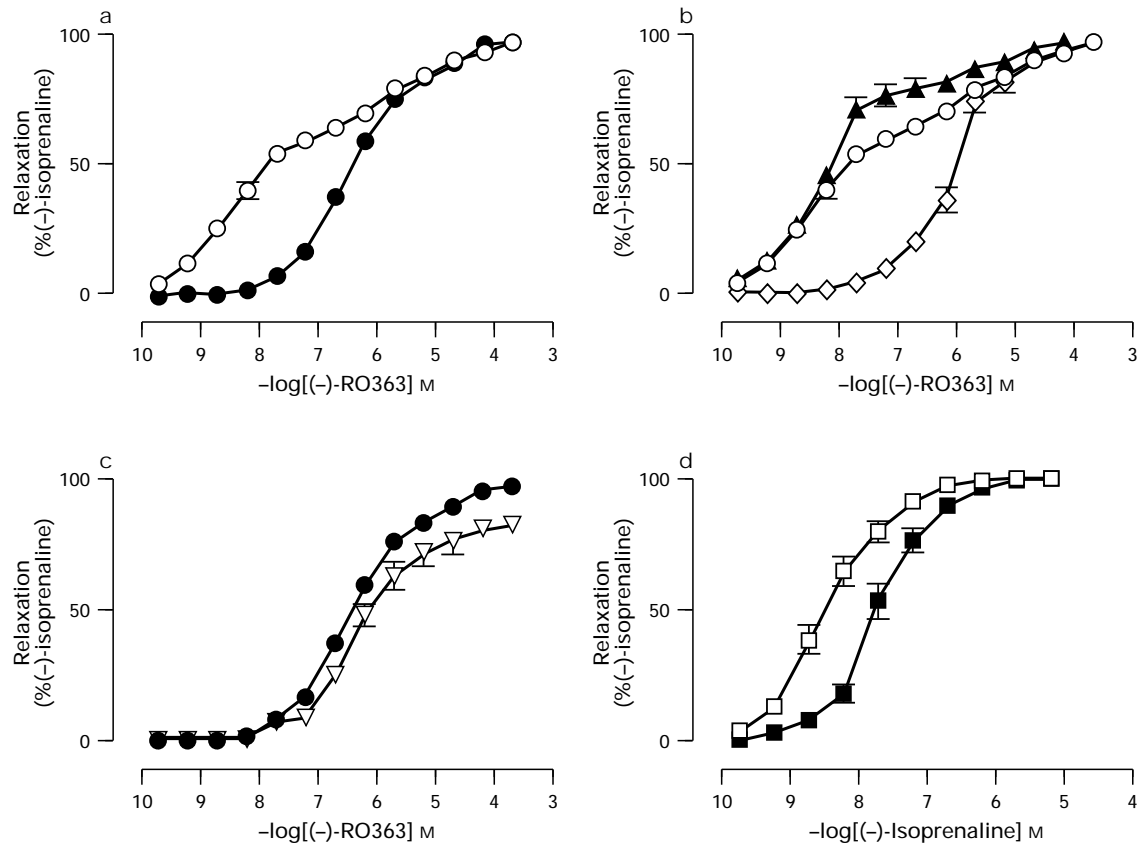 a
100
50
0
Relaxation
(%(–)-isoprenaline)
10 9 8 7 6 5 4 3
–log[(–)-RO363] M
b
100
50
0
Relaxation
(%(–)-isoprenaline)
10 9 8 7 6 5 4 3
–log[(–)-RO363] M
c
100
50
0
Relaxation
(%(–)-isoprenaline)
10 9 8 7 6 5 4 3
–log[(–)-RO363] M
d
100
50
0
Relaxation
(%(–)-isoprenaline)
10 9 8 7 6 5 4
–log[(–)-Isoprenaline] M